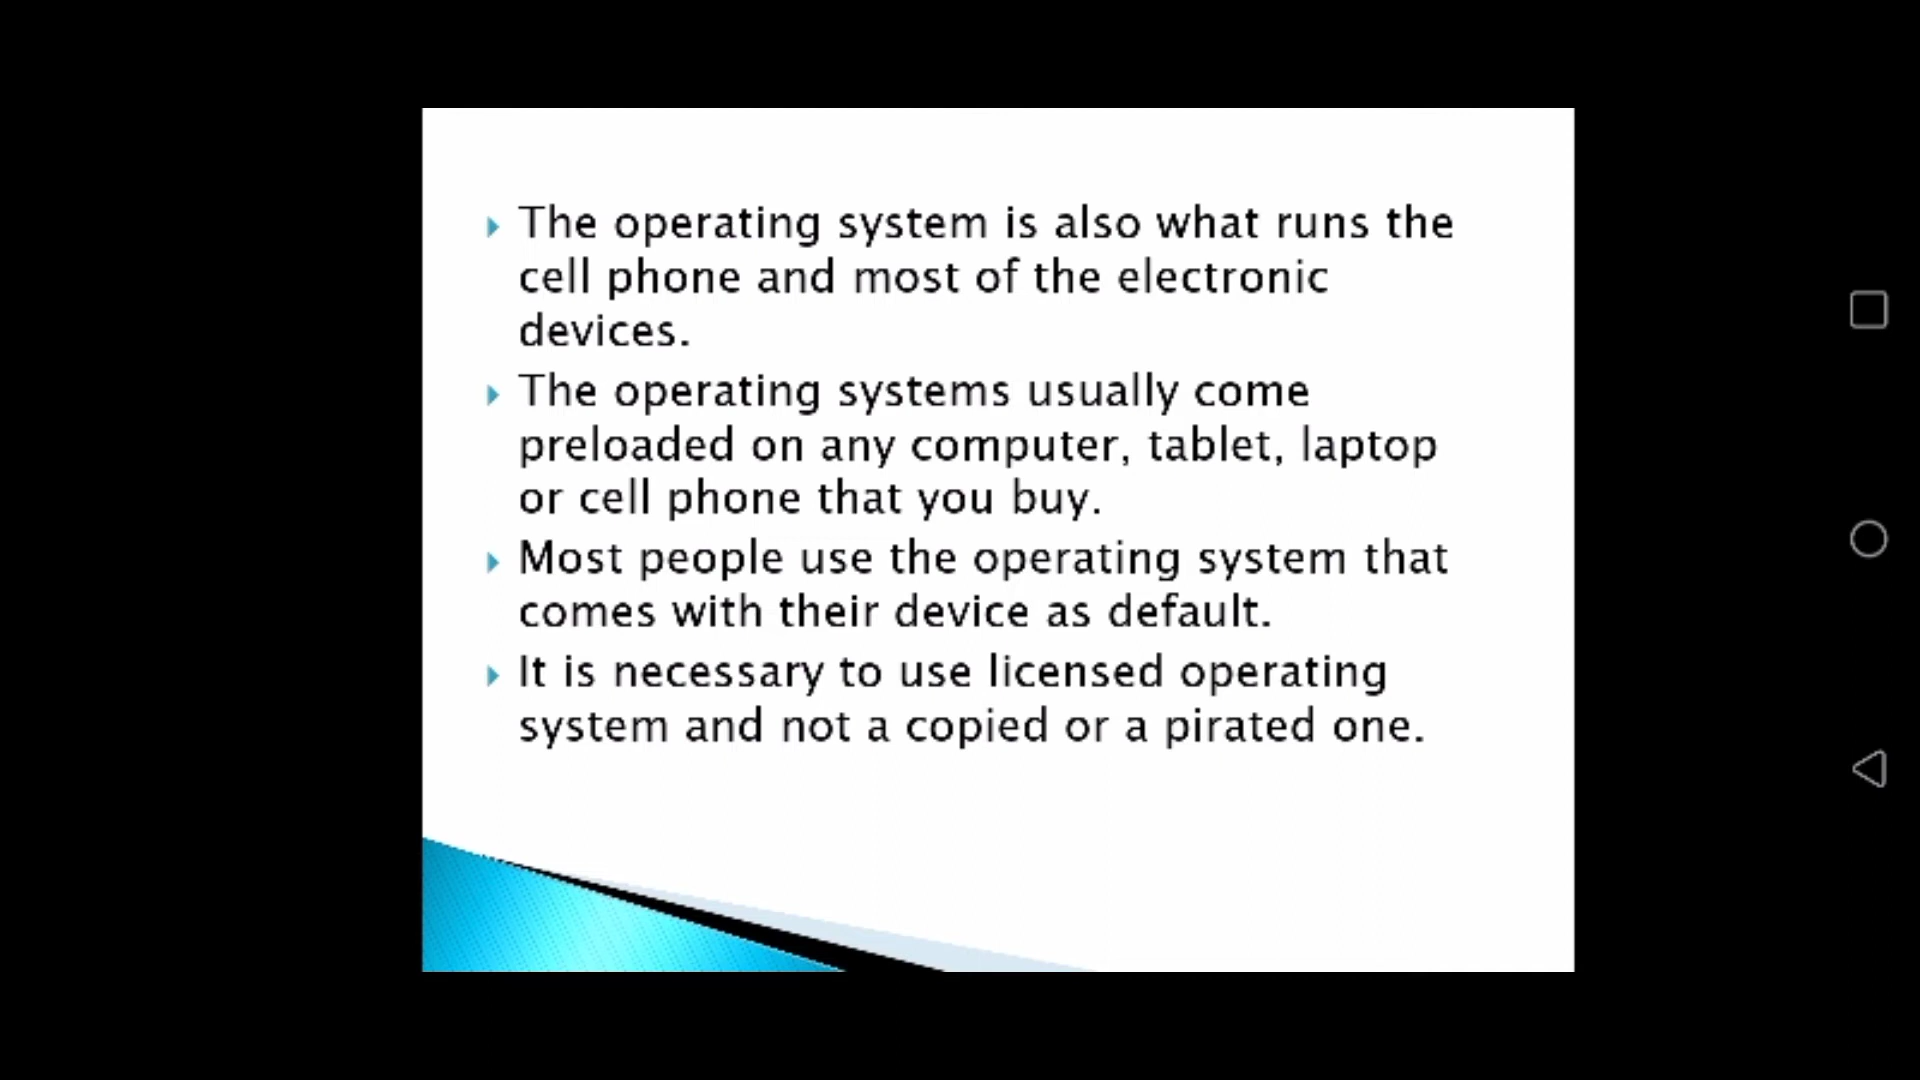 The operating system is also what runs the
cell phone and most of the electronic
devices.
The operating systems usually come
preloaded on any computer, tablet, laptop
or cell phone that you buy.
Most people use the operating system that
comes with their device as default.
It is necessary to use licensed operating
system and not a copied or a pirated one.